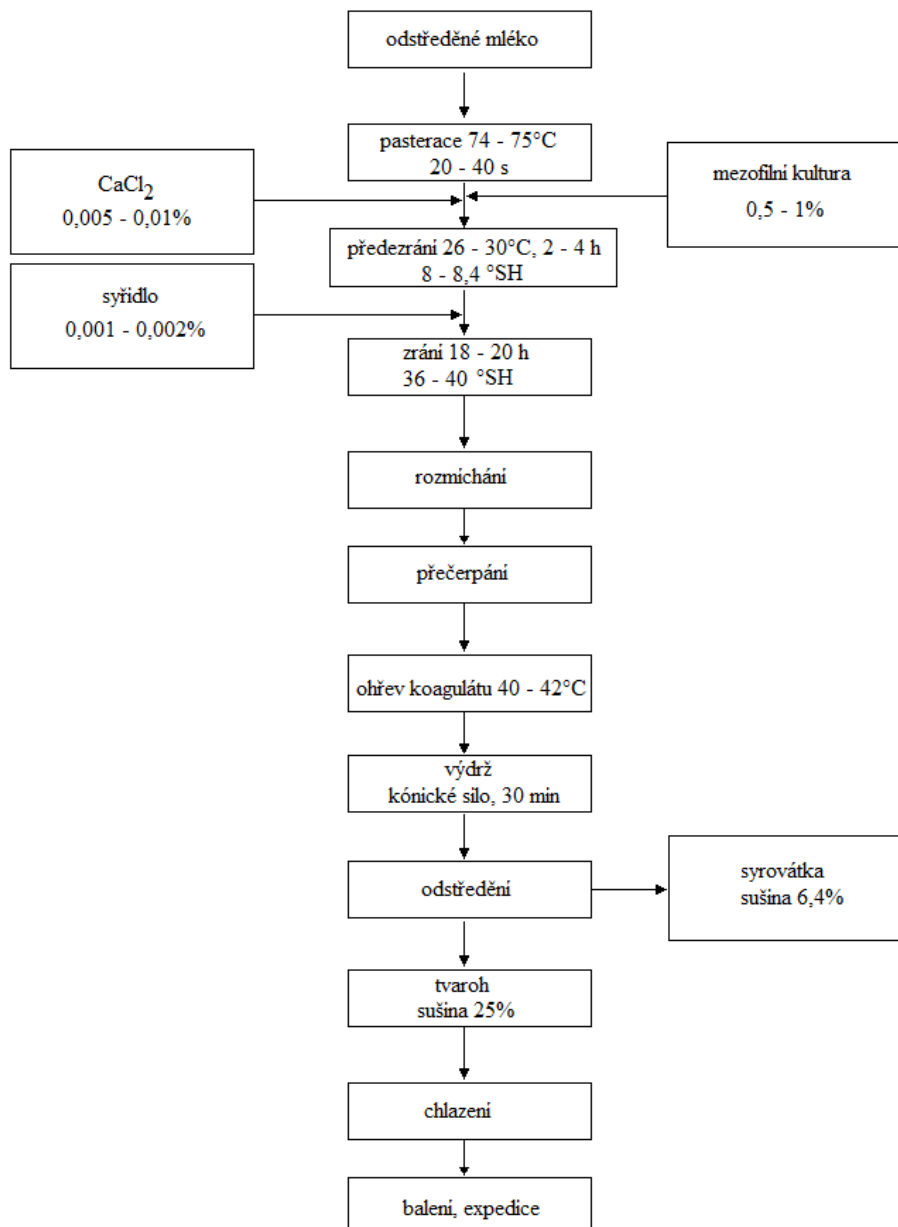 odstředěné mléko
pasterace 74 - 75°C
20 - 40 s
CaCl2
0,005 - 0,01%
mezofilní kultura
0,5 - 1%
předezrání 26 - 30°C, 2 - 4 h
8 - 8,4 °SH
syřidlo
0,001 - 0,002%
zrání 18 - 20 h
36 - 40 °SH
rozmíchání
přečerpání
ohřev koagulátu 40 - 42°C
výdrž
kónické silo, 30 min
odstředění
syrovátka
sušina 6,4%
tvaroh
sušina 25%
chlazení
balení, expedice